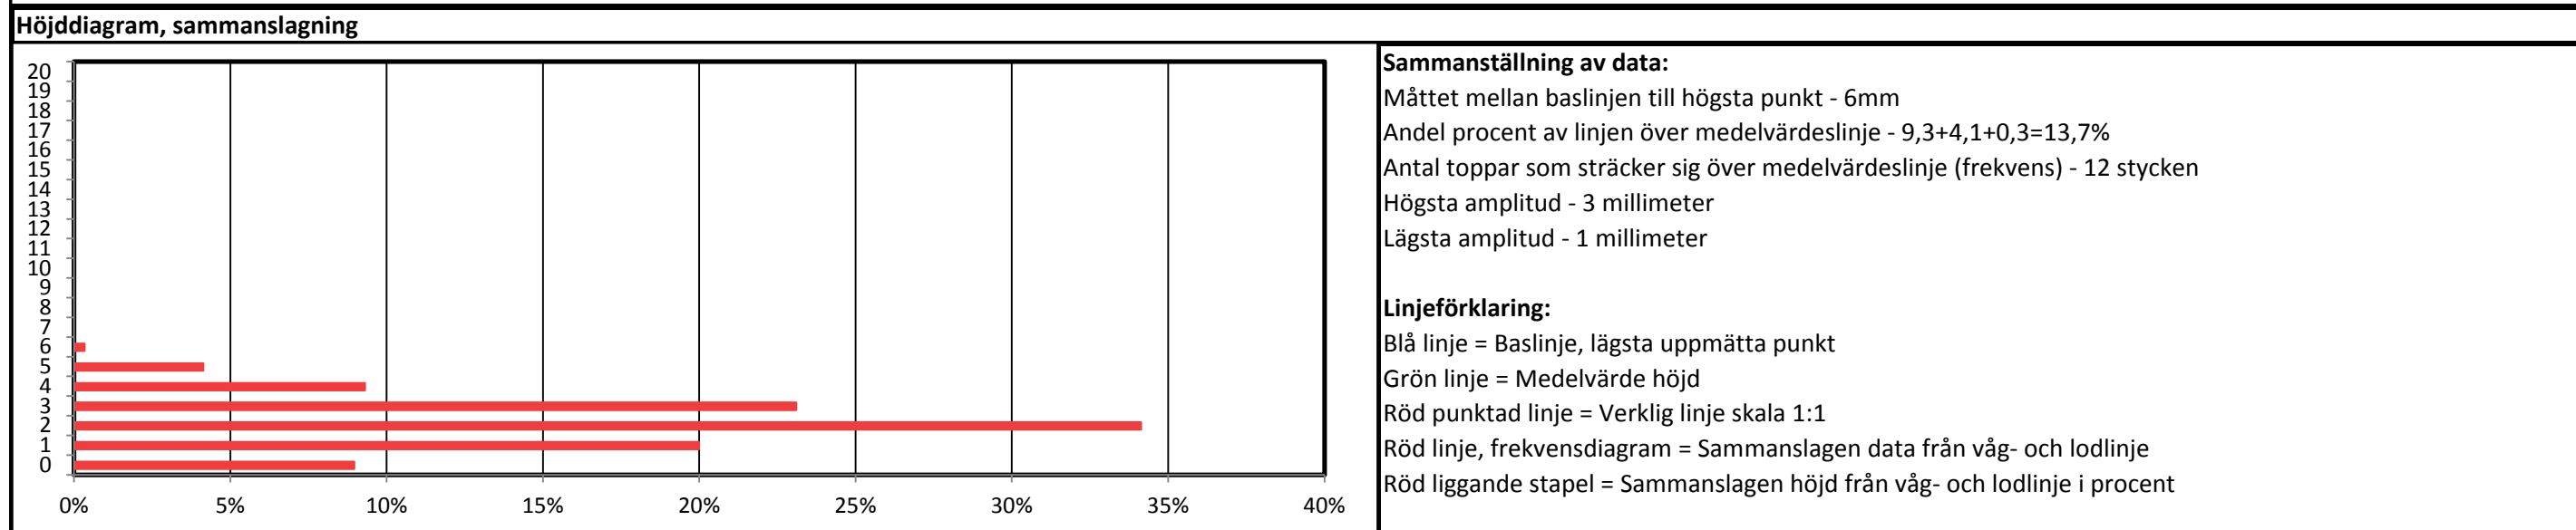 Höjddiagram, sammanslagning
20
19
18
17
16
15
14
13
12
11
10
9
8
7
6
5
4
3
2
1
0
0% 5% 10% 15% 20% 25% 30% 35% 40%
Sammanställning av data:
Måttet mellan baslinjen till högsta punkt - 6mm
Andel procent av linjen över medelvärdeslinje - 9,3+4,1+0,3=13,7%
Antal toppar som sträcker sig över medelvärdeslinje (frekvens) - 12 stycken
Högsta amplitud - 3 millimeter
Lägsta amplitud - 1 millimeter
Linjeförklaring:
Blå linje = Baslinje, lägsta uppmätta punkt
Grön linje = Medelvärde höjd
Röd punktad linje = Verklig linje skala 1:1
Röd linje, frekvensdiagram = Sammanslagen data från våg- och lodlinje
Röd liggande stapel = Sammanslagen höjd från våg- och lodlinje i procent